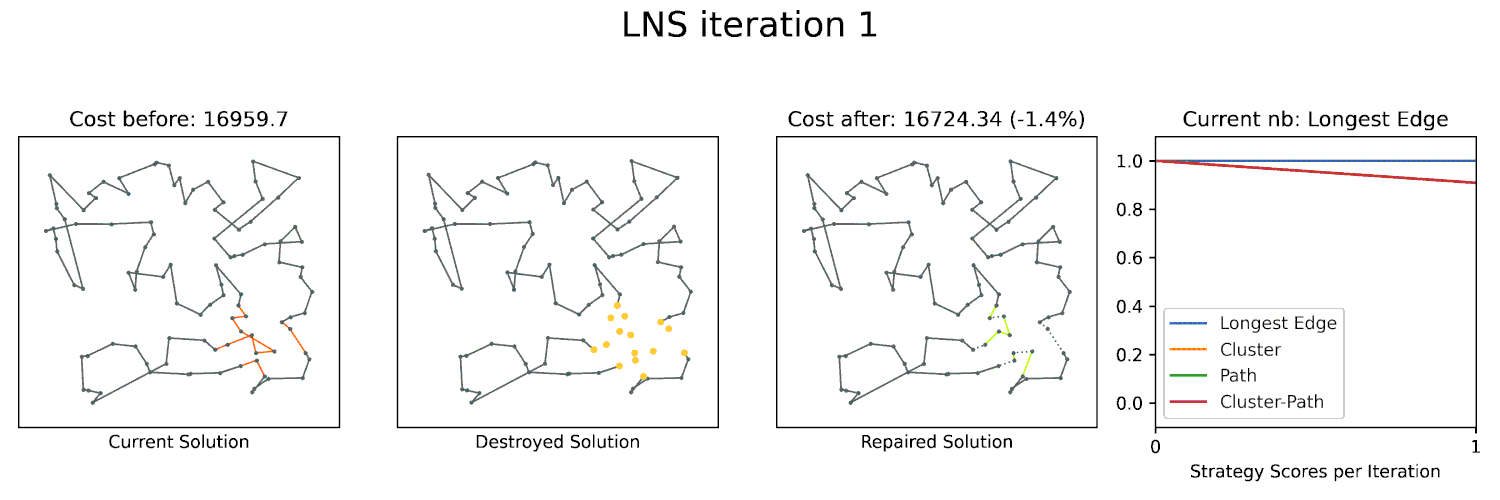 LNS iteration 1
Cost before: 16959.7
Current Solution
Destroyed Solution
Cost after: 16724.34 (-1.4%)
Repaired Solution
Current nb: Longest Edge
1.0
0.8
0.6
0.4
0.2
0.0
Longest Edge
Cluster
Path
Cluster-Path
0
1
Strategy Scores per Iteration